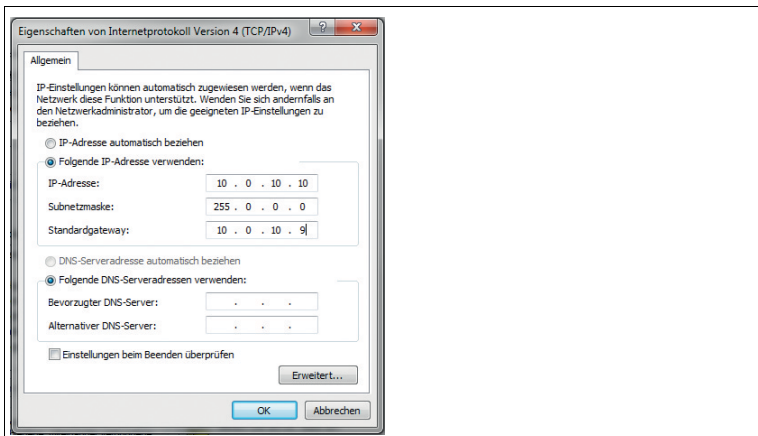 Eigenschaften von Internetprotokoll Version 4 (TCP/IPv4)
Allgemein
IP-Einstellungen können automatisch zugewiesen werden, wenn das
Netzwerk diese Funktion unterstützt. Wenden Sie sich andernfalls an
den Netzwerkadministrator, um die geeigneten IP-Einstellungen zu
beziehen.
IP-Adresse automatisch beziehen
Folgende IP-Adresse verwenden:
IP-Adresse: 10 . 0 . 10 . 10
Subnetzmaske: 255 . 0 . 0 . 0
Standardgateway: 10 . 0 . 10 . 9
DNS-Serveradresse automatisch beziehen
Folgende DNS-Serveradressen verwenden:
Bevorzugter DNS-Server: . . .
Alternativer DNS-Server: . . .
Einstellungen beim Beenden überprüfen
Erweitert...
OK Abbrechen